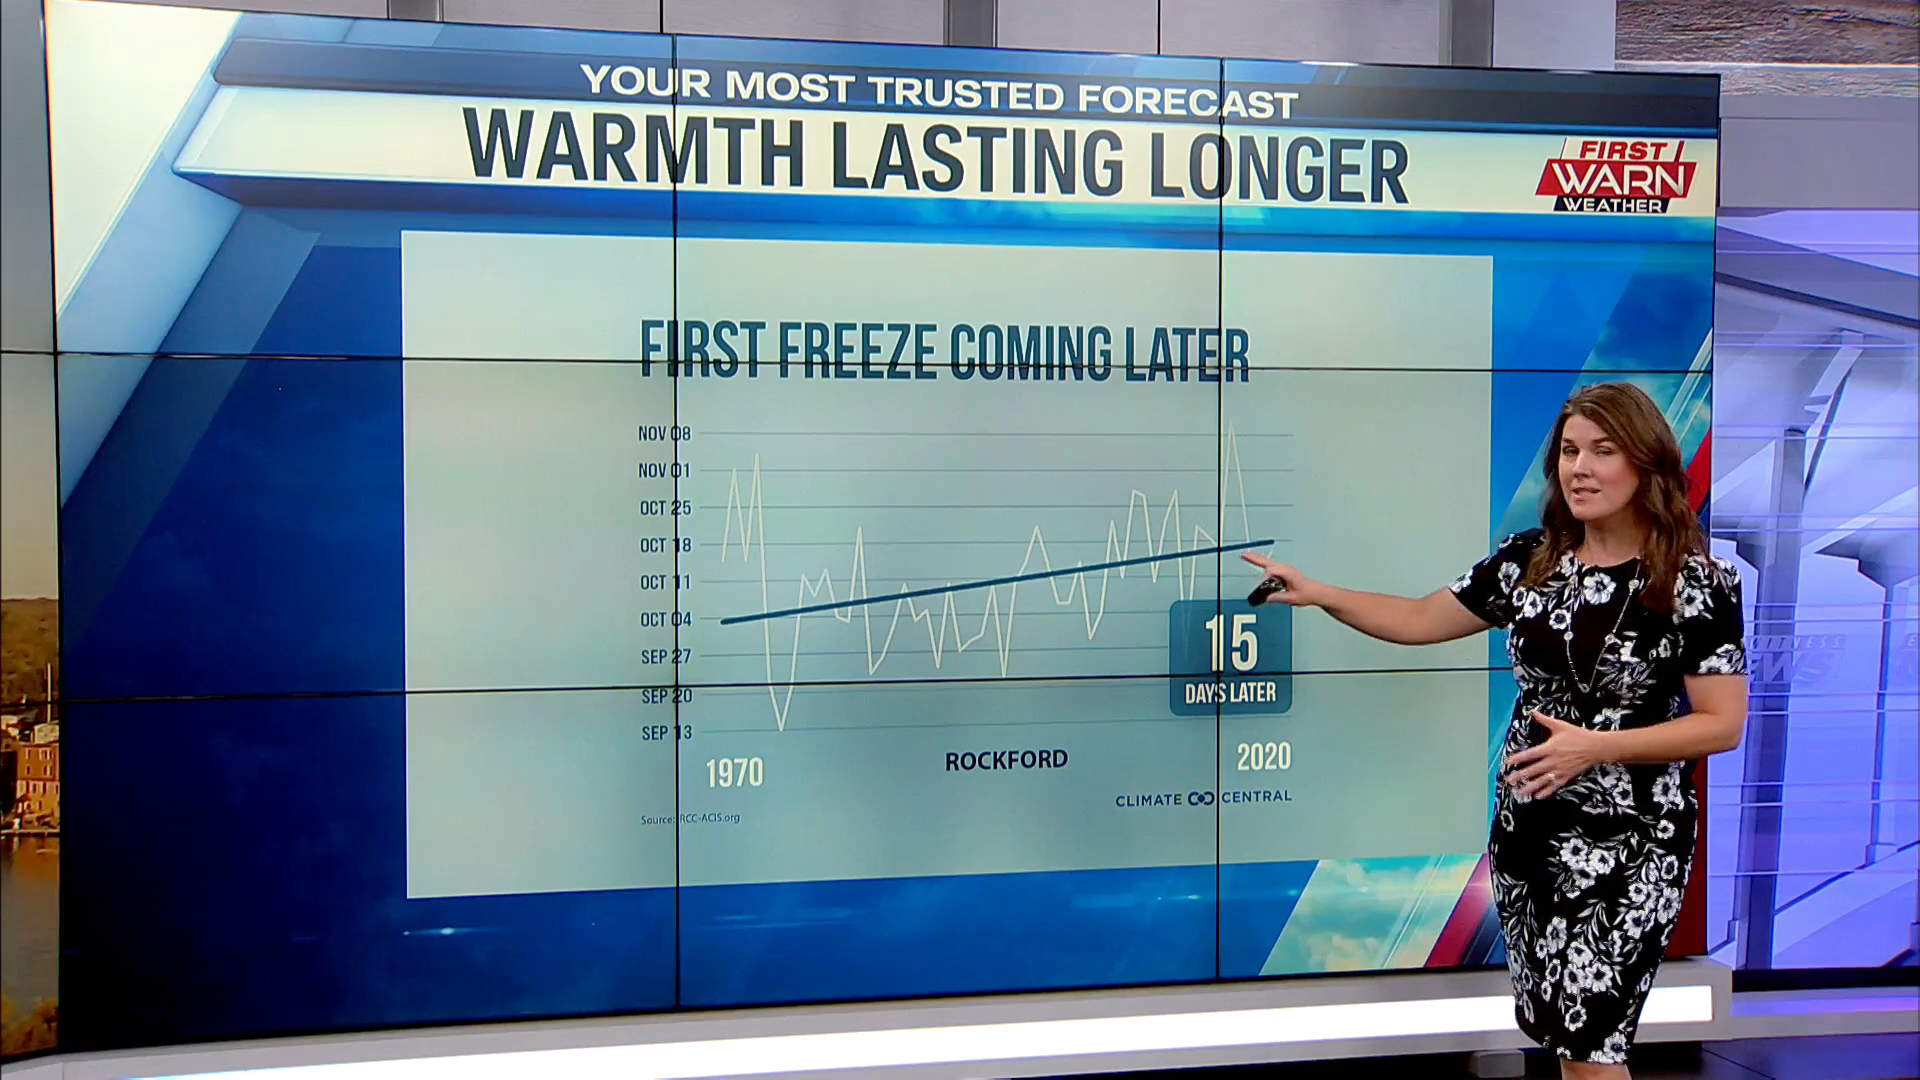 YOUR MOST TRUSTED FORECAST
WARMTH LASTING LONGER
FIRST
WARN
WEATHER
FIRST FREEZE COMING LATER
NOV 08
NOV 01
OCT 25
OCT 18
OCT 11
OCT 04
SEP 27
SEP 20
SEP 13
15
DAYS LATER
1970
ROCKFORD
2020
CLIMATE CENTRAL
Source: RCC-ACIS.org
NEWS